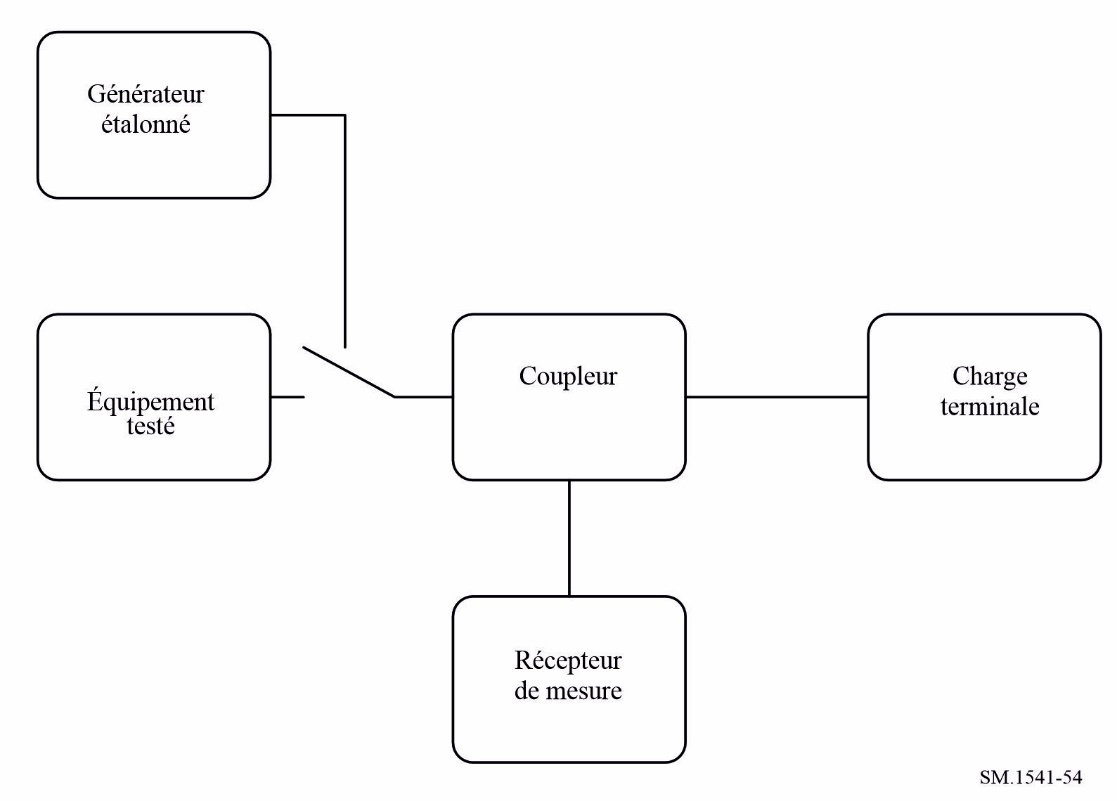 Générateur
étalonné
Équipement
testé
Coupleur
Charge
terminale
Récepteur
de mesure
SM.1541-54